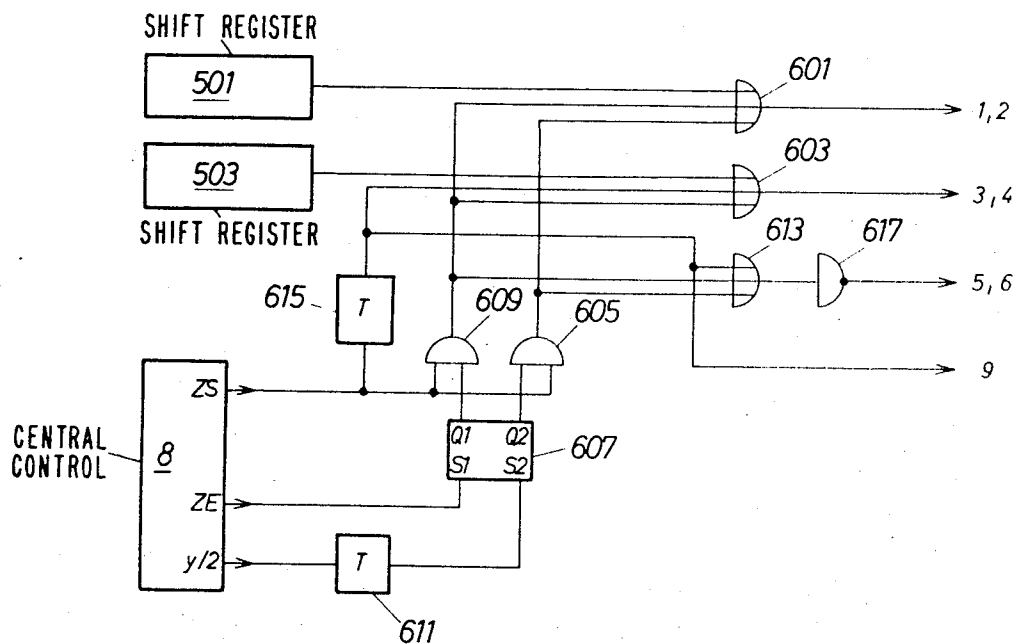 SHIFT REGISTER
501
601
1,2
503
603
3,4
SHIFT REGISTER
613
617
615
T
609
605
5,6
9
CENTRAL
CONTROL
8
ZS
Q1 Q2
S1 S2
607
ZE
y/2
T
611